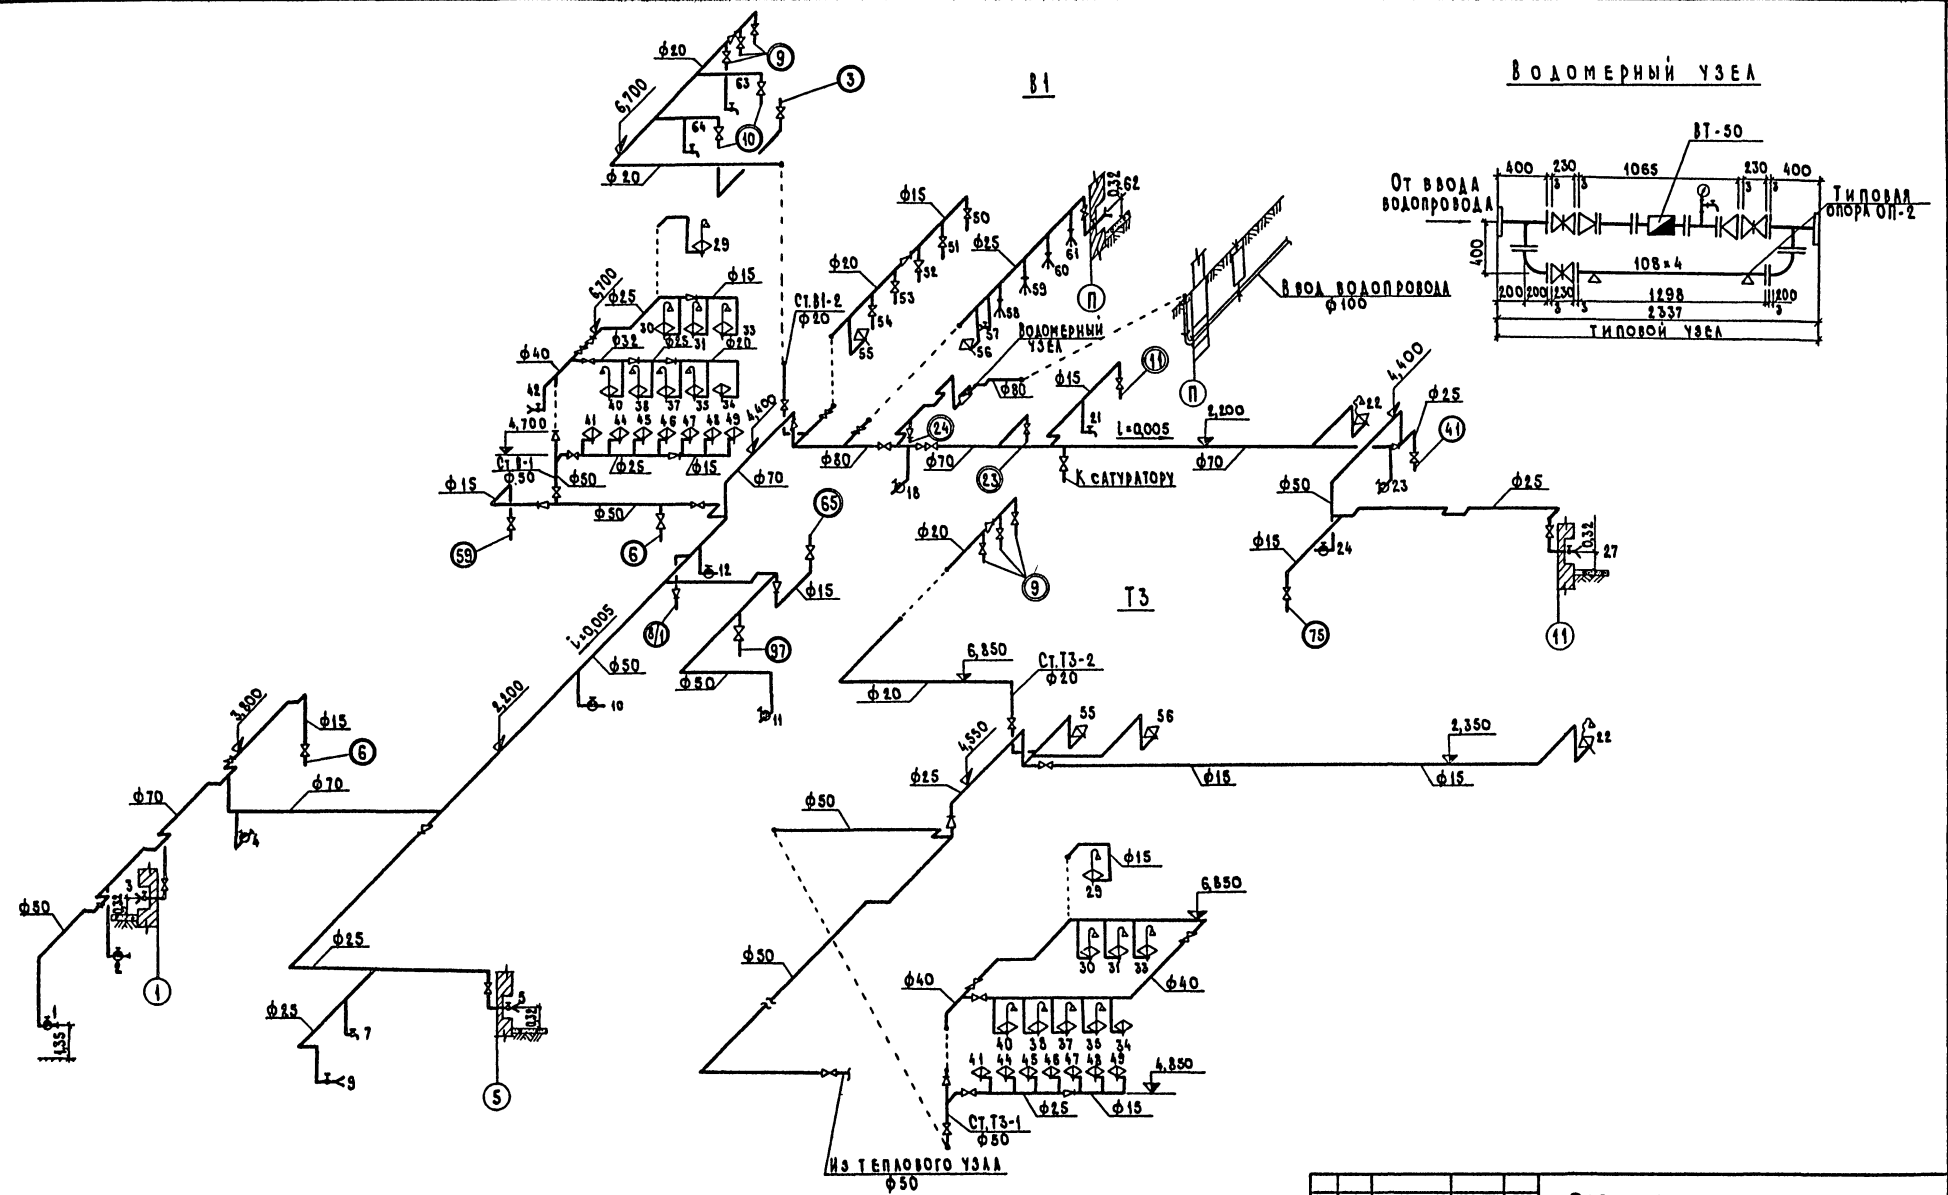 В1
Водомерный узел
ВТ-50
400
230
1065
230
400
3
3
3
3
От ввода
водопровода
Типовая
опора ОП-2
400
108×4
200
200
230
1298
200
3
3
3
2337
Типовой узел
ф20
9
3
6,700
63
64
10
ф20
29
ф15
6,700
ф25
30
31
33
ф32
ф25
ф20
ф40
42
40
38
37
35
34
4,700
41
44
45
46
47
48
49
Ст.В-1
ф50
ф50
ф25
ф15
ф15
ф50
59
6
Ст.В1-2
ф20
4,400
ф70
ф15
50
51
52
53
54
55
ф20
ф25
0,32
62
61
60
59
58
57
56
П
Водомерный
узел
Ввод водопровода
ф100
П
ф80
ф80
24
18
ф70
23
ф15
11
21
К сатуратору
i=0,005
2,200
ф70
22
4,400
ф25
41
23
ф50
ф25
ф15
24
75
0,32
27
11
65
12
ф15
8/1
97
ф50
11
i=0,005
ф50
10
2,200
3,800
ф15
6
ф70
ф70
4
ф50
3
0,32
2
1
1
1,35
ф25
ф25
7
9
5
0,32
5
Т3
ф20
9
6,850
Ст.Т3-2
ф20
ф20
4,550
55
56
2,350
22
ф25
ф15
ф15
ф50
ф50
29
ф15
6,850
30
31
33
ф40
ф40
40
38
37
35
34
41
44
45
46
47
48
49
4,850
ф25
ф15
Ст.Т3-1
ф50
Из теплового узла
ф50